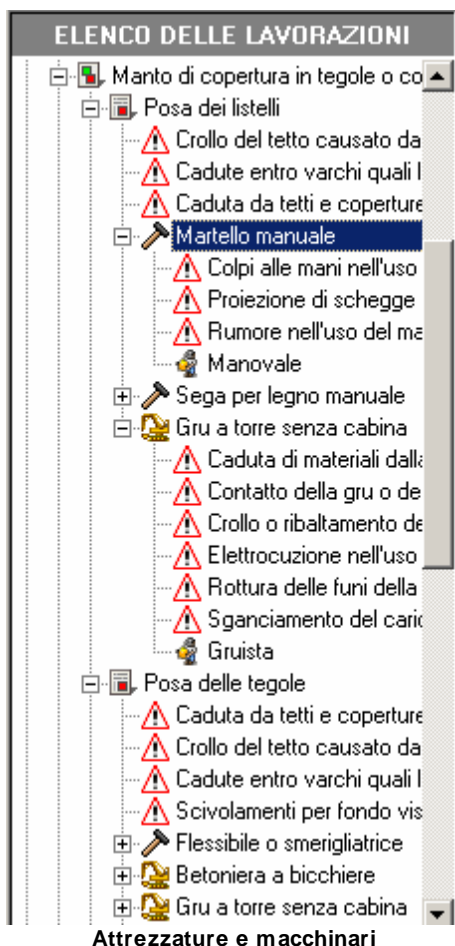 ELENCO DELLE LAVORAZIONI
Manto di copertura in tegole o co
Posa dei listelli
Crollo del tetto causato da
Cadute entro varchi quali l
Caduta da tetti e coperture
Martello manuale
Colpi alle mani nell'uso
Proiezione di schegge
Rumore nell'uso del ma
Manovale
Sega per legno manuale
Gru a torre senza cabina
Caduta di materiali dalla
Contatto della gru o de
Crollo o ribaltamento de
Elettrocuzione nell'uso
Rottura delle funi della
Sganciamento del caric
Gruista
Posa delle tegole
Caduta da tetti e coperture
Crollo del tetto causato da
Cadute entro varchi quali l
Scivolamenti per fondo vis
Flessibile o smerigliatrice
Betoniera a bicchiere
Gru a torre senza cabina
Attrezzature e macchinari